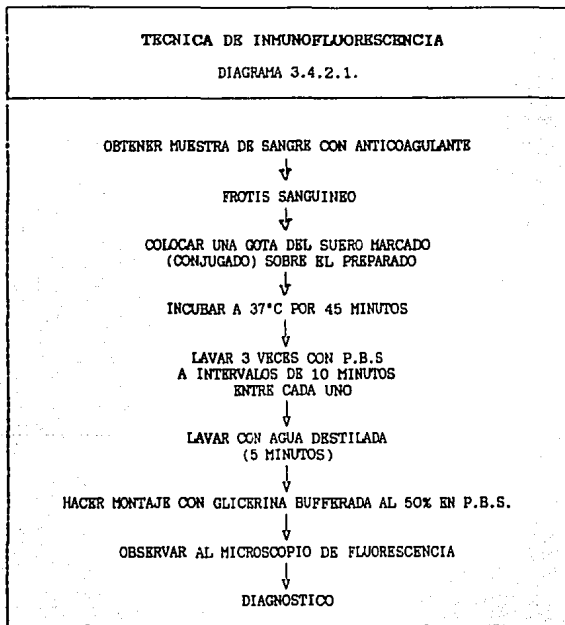 TECNICA DE INMUNOFLUORESCENCIA
DIAGRAMA 3.4.2.1.
OBTENER MUESTRA DE SANGRE CON ANTICOAGULANTE
FROTIS SANGUINEO
COLOCAR UNA GOTA DEL SUERO MARCADO
(CONJUGADO) SOBRE EL PREPARADO
INCUBAR A 37°C POR 45 MINUTOS
LAVAR 3 VECES CON P.B.S
A INTERVALOS DE 10 MINUTOS
ENTRE CADA UNO
LAVAR CON AGUA DESTILADA
(5 MINUTOS)
HACER MONTAJE CON GLICERINA BUFFERADA AL 50% EN P.B.S.
OBSERVAR AL MICROSCOPIO DE FLUORESCENCIA
DIAGNOSTICO